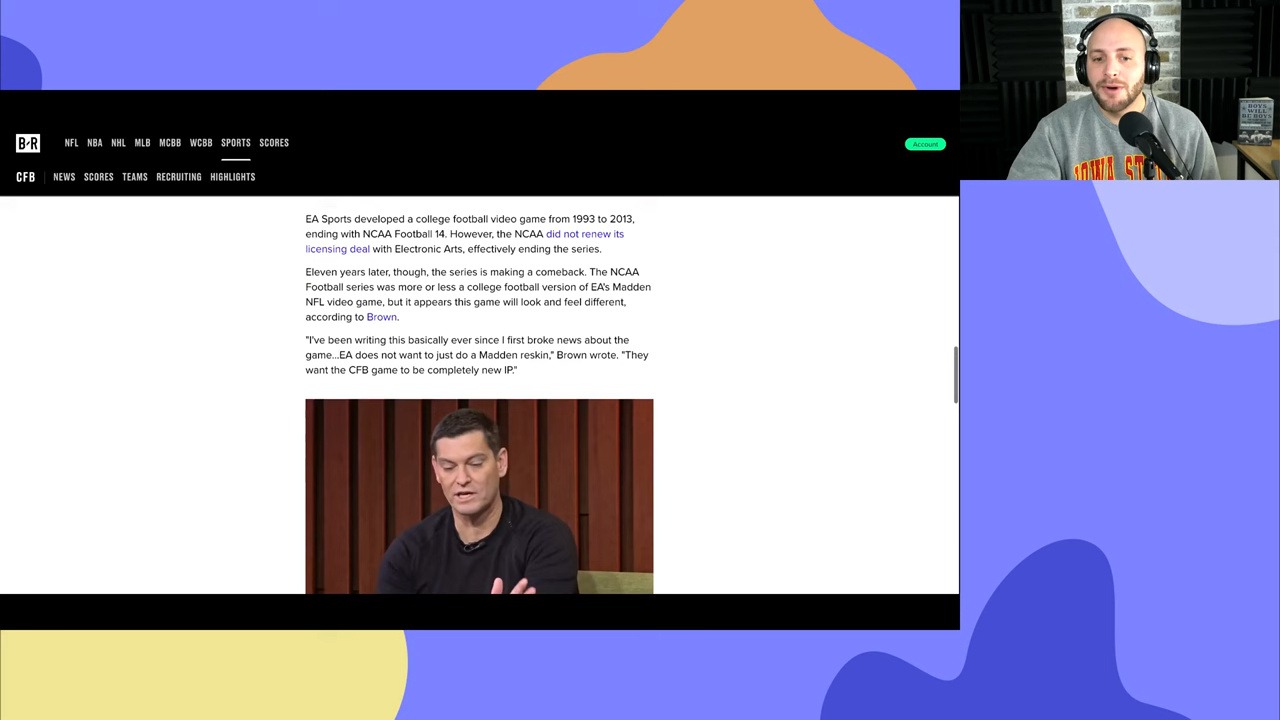 B/R NFL NBA NHL MLB MCBB WCBB SPORTS SCORES
Account
CFB NEWS SCORES TEAMS RECRUITING HIGHLIGHTS
EA Sports developed a college football video game from 1993 to 2013,
ending with NCAA Football 14. However, the NCAA did not renew its
licensing deal with Electronic Arts, effectively ending the series.
Eleven years later, though, the series is making a comeback. The NCAA
Football series was more or less a college football version of EA's Madden
NFL video game, but it appears this game will look and feel different,
according to Brown.
"I've been writing this basically ever since I first broke news about the
game...EA does not want to just do a Madden reskin," Brown wrote. "They
want the CFB game to be completely new IP."
BOYS
WILL
BE BOYS
IOWA ST